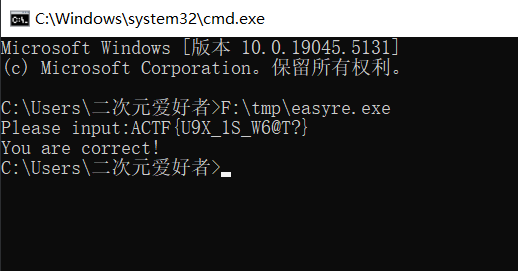 C:\Windows\system32\cmd.exe
Microsoft Windows [版本 10.0.19045.5131]
(c) Microsoft Corporation。保留所有权利。
C:\Users\二次元爱好者>F:\tmp\easyre.exe
Please input:ACTF{U9X_1S_W6@T?}
You are correct!
C:\Users\二次元爱好者>